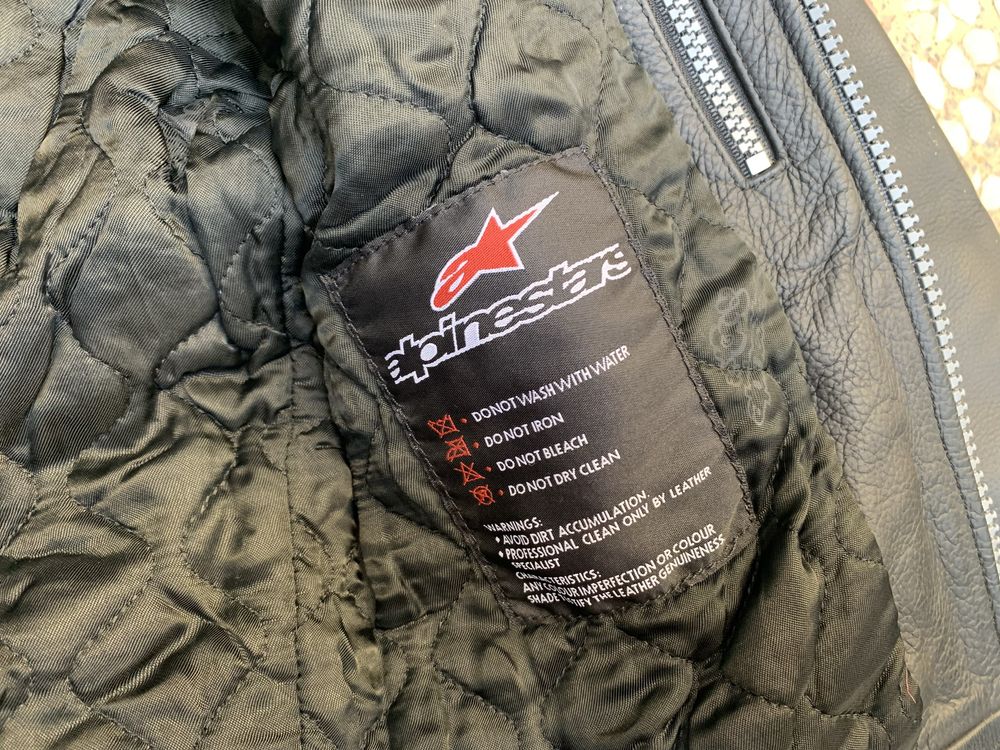 alpinestars
• DO NOT WASH WITH WATER
• DO NOT IRON
• DO NOT BLEACH
• DO NOT DRY CLEAN
WARNINGS:
• AVOID DIRT ACCUMULATION
• PROFESSIONAL CLEAN ONLY BY LEATHER
SPECIALIST
CHARACTERISTICS:
ANY COLOUR IMPERFECTION OR COLOUR
SHADE TESTIFY THE LEATHER GENUINENESS